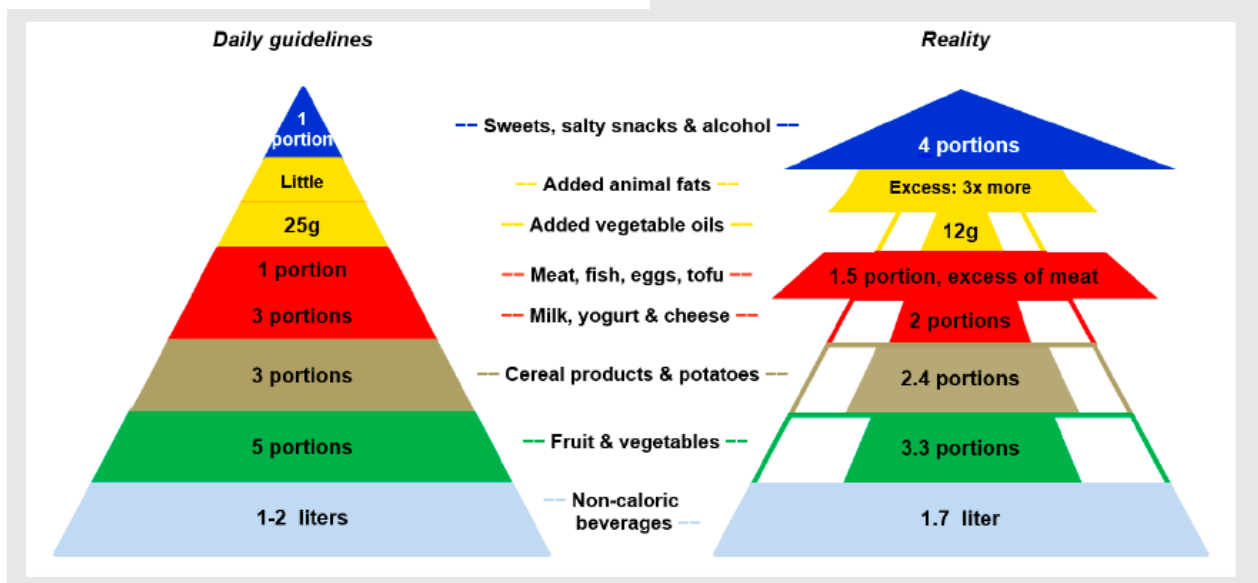 Daily guidelines
Reality
1
portion
Sweets, salty snacks & alcohol
4 portions
Little
Added animal fats
Excess: 3x more
25g
Added vegetable oils
12g
1 portion
Meat, fish, eggs, tofu
1.5 portion, excess of meat
3 portions
Milk, yogurt & cheese
2 portions
3 portions
Cereal products & potatoes
2.4 portions
5 portions
Fruit & vegetables
3.3 portions
1-2 liters
Non-caloric
beverages
1.7 liter